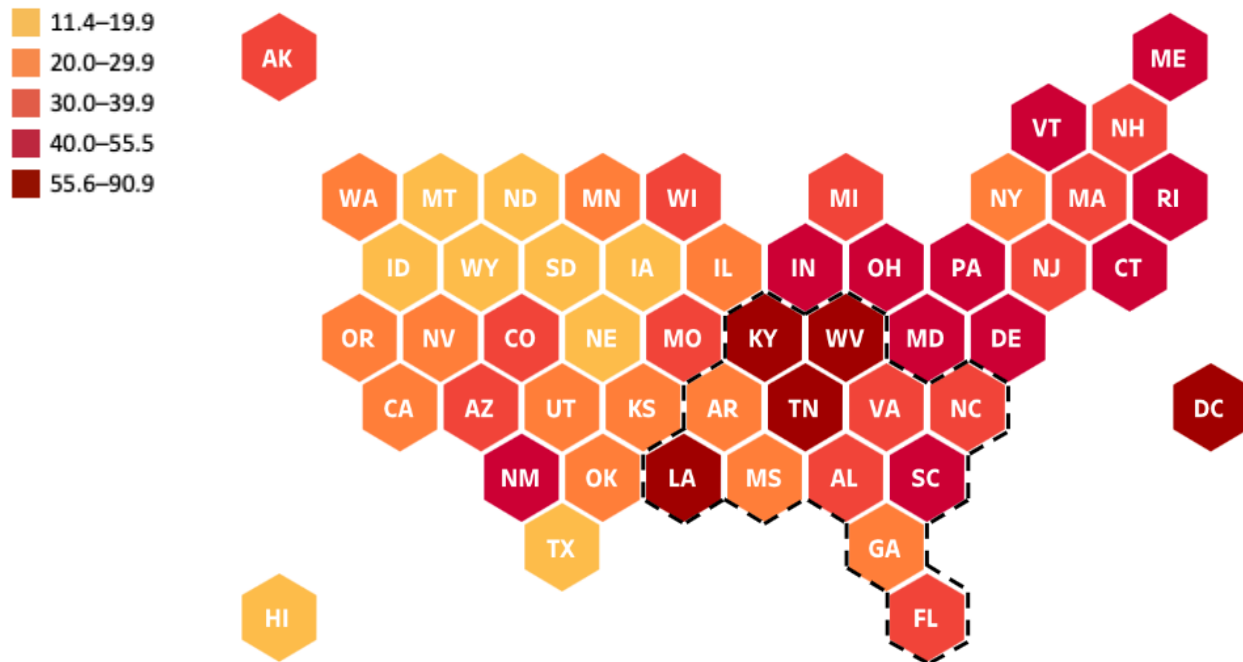 11.4–19.9
20.0–29.9
30.0–39.9
40.0–55.5
55.6–90.9
AK ME
VT NH
WA MT ND MN WI MI NY MA RI
ID WY SD IA IL IN OH PA NJ CT
OR NV CO NE MO KY WV MD DE
CA AZ UT KS AR TN VA NC DC
NM OK LA MS AL SC
TX GA
HI FL